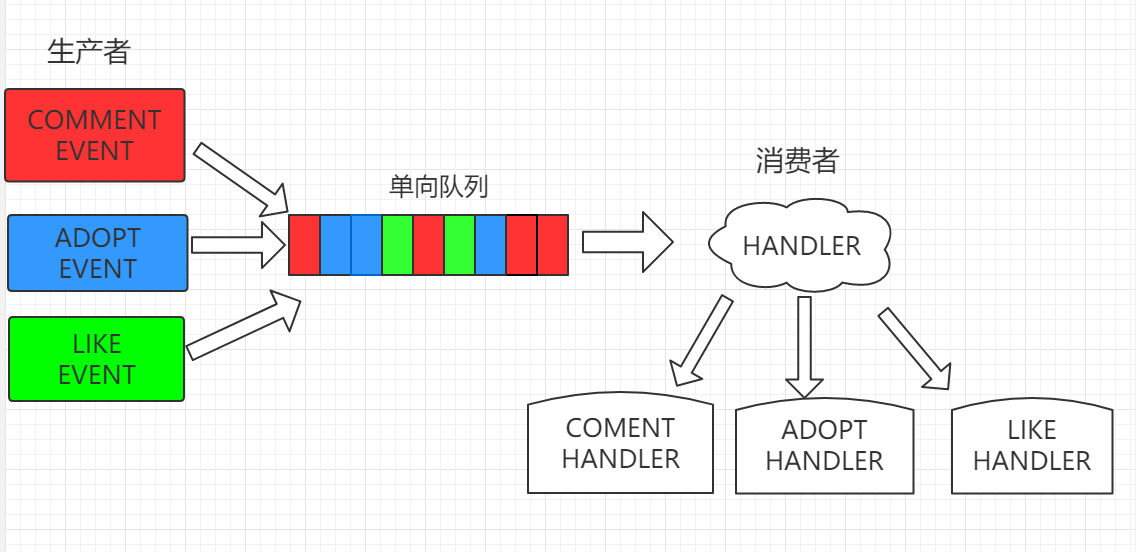 生产者
COMMENT
EVENT
ADOPT
EVENT
LIKE
EVENT
单向队列
消费者
HANDLER
COMENT
HANDLER
ADOPT
HANDLER
LIKE
HANDLER